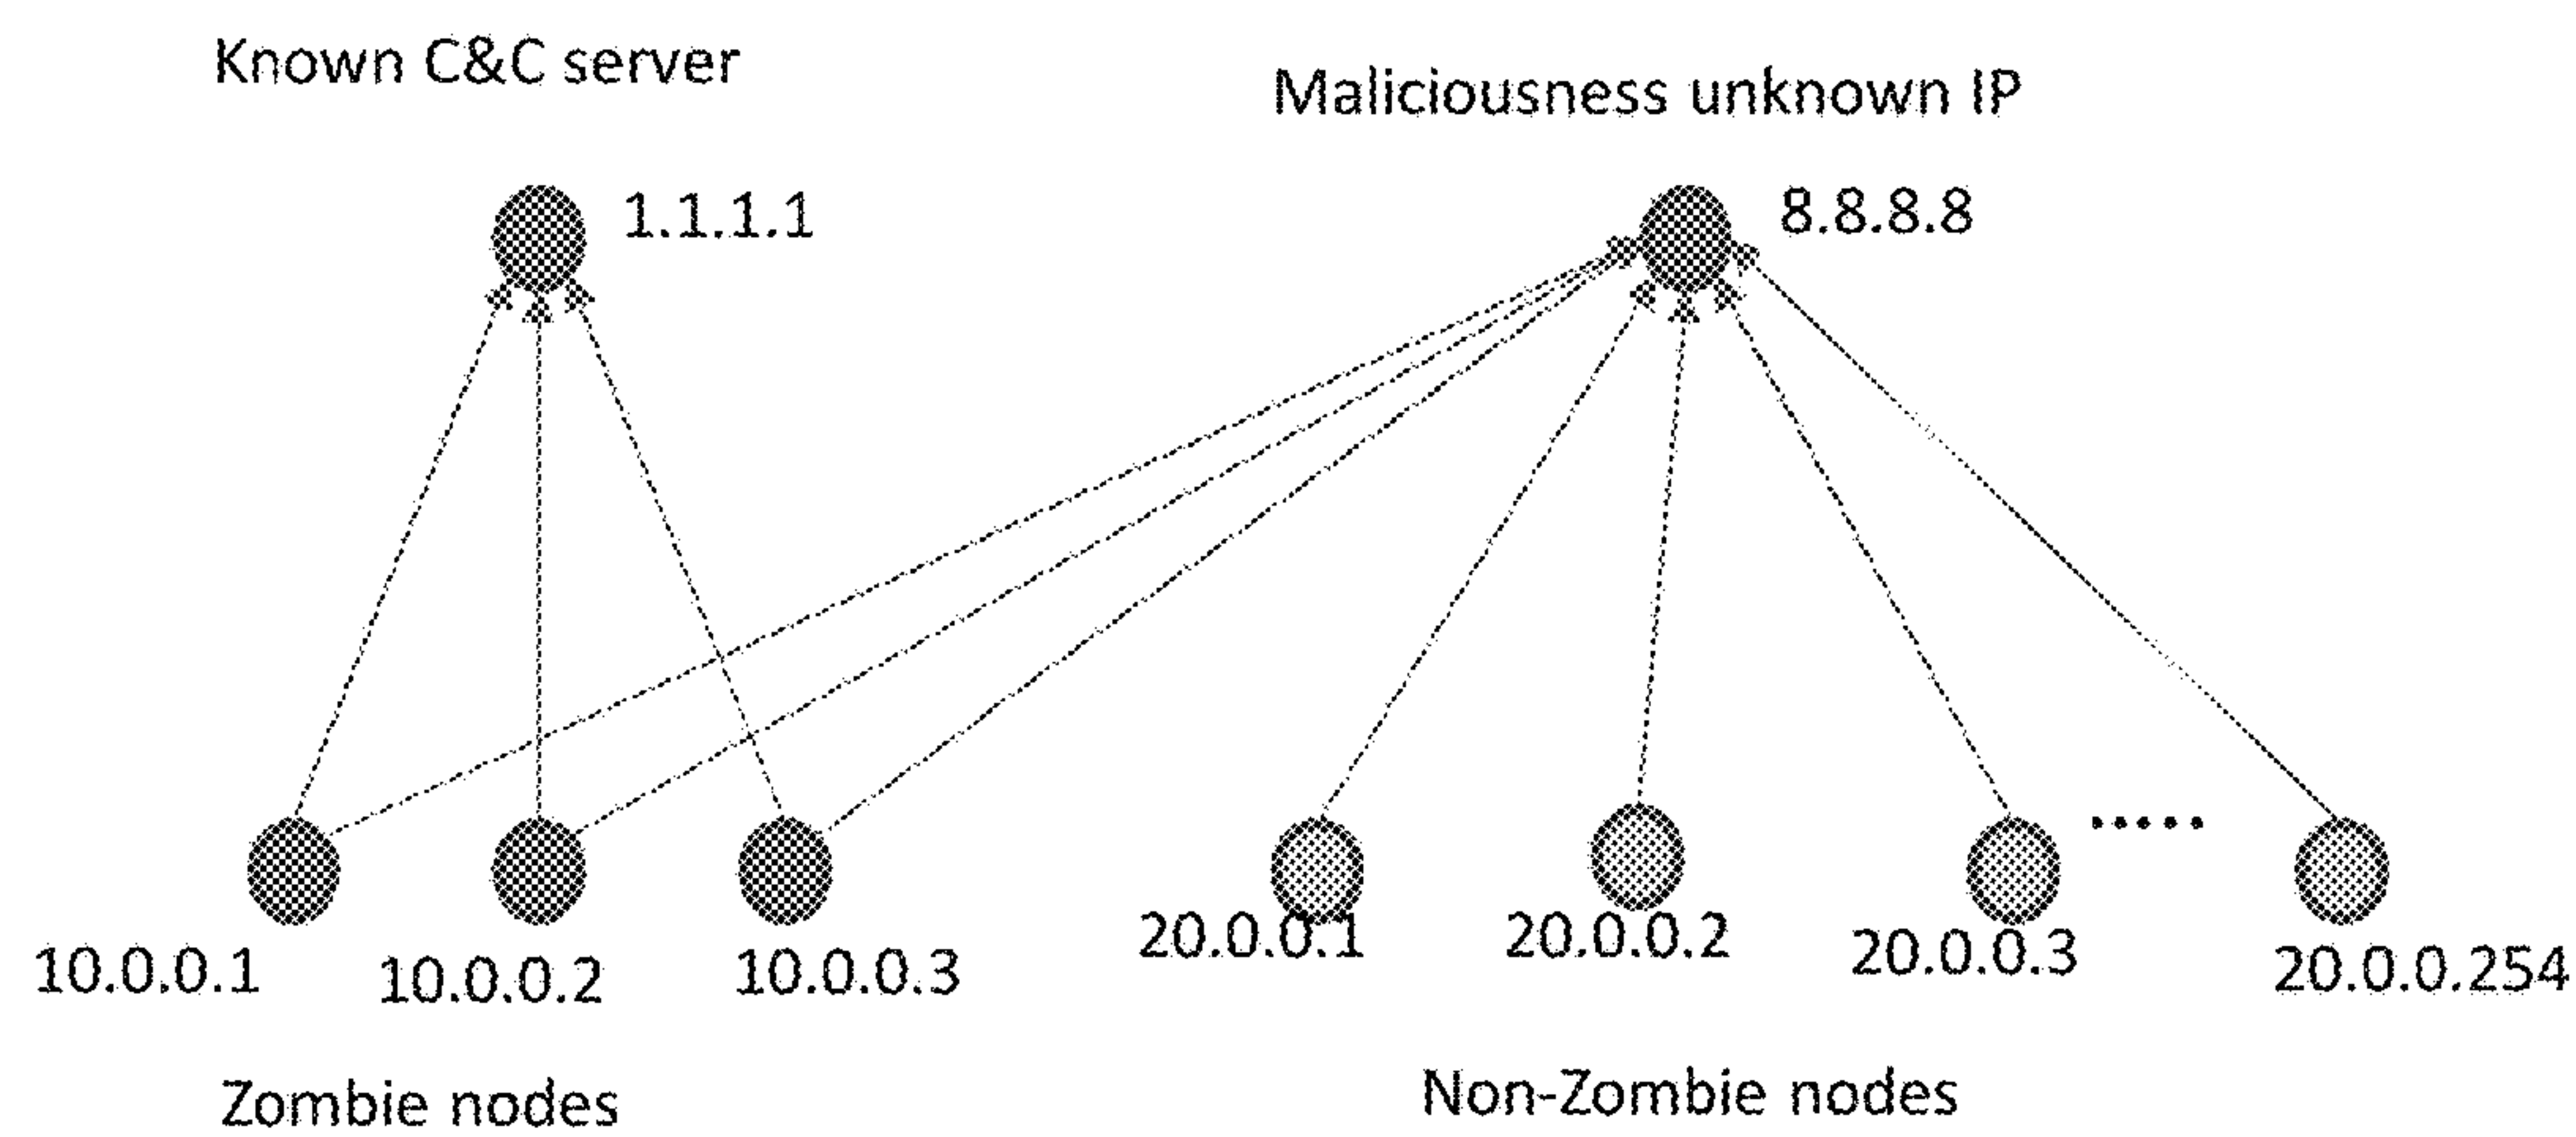 Known C&C server
Maliciousness unknown IP
1.1.1.1
8.8.8.8
10.0.0.1
10.0.0.2
10.0.0.3
20.0.0.1
20.0.0.2
20.0.0.3
.....
20.0.0.254
Zombie nodes
Non-Zombie nodes